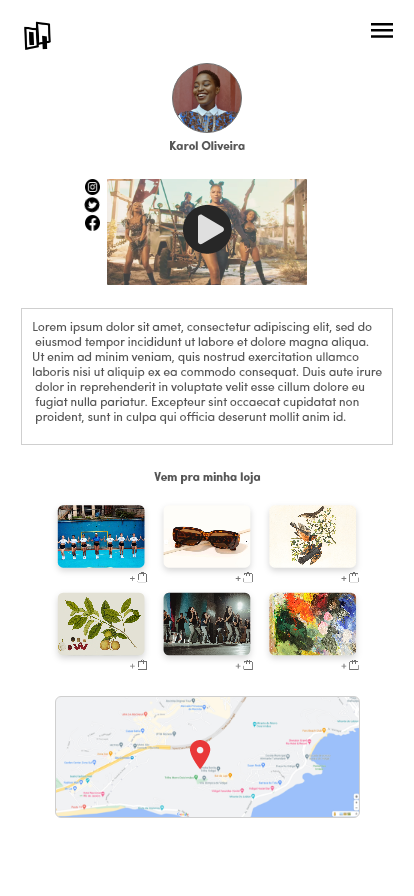 Karol Oliveira
Lorem ipsum dolor sit amet, consectetur adipiscing elit, sed do
eiusmod tempor incididunt ut labore et dolore magna aliqua.
Ut enim ad minim veniam, quis nostrud exercitation ullamco
laboris nisi ut aliquip ex ea commodo consequat. Duis aute irure
dolor in reprehenderit in voluptate velit esse cillum dolore eu
fugiat nulla pariatur. Excepteur sint occaecat cupidatat non
proident, sunt in culpa qui officia deserunt mollit anim id.
Vem pra minha loja
+
+
+
+
+
+